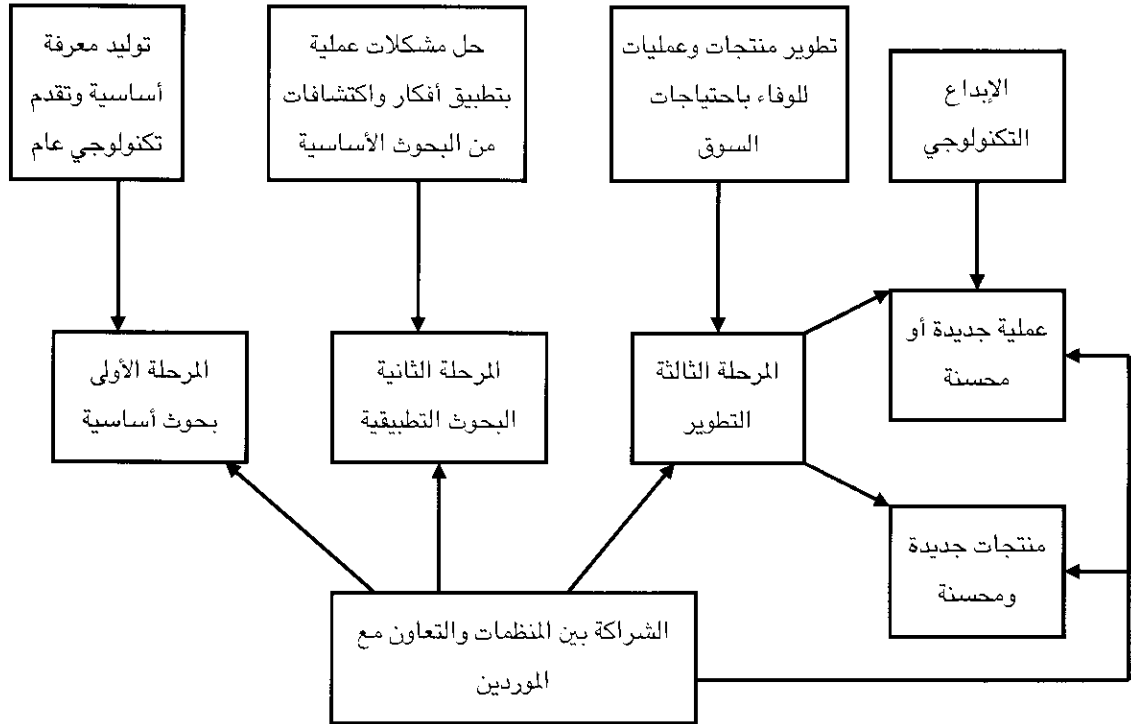 توليد معرفة
أساسية وتقدم
تكنولوجي عام
حل مشكلات عملية
بتطبيق أفكار واكتشافات
من البحوث الأساسية
تطوير منتجات وعمليات
للوفاء باحتياجات
السوق
الإبداع
التكنولوجي
المرحلة الأولى
بحوث أساسية
المرحلة الثانية
البحوث التطبيقية
المرحلة الثالثة
التطوير
عملية جديدة أو
محسنة
منتجات جديدة
ومحسنة
الشراكة بين المنظمات والتعاون مع
الموردين